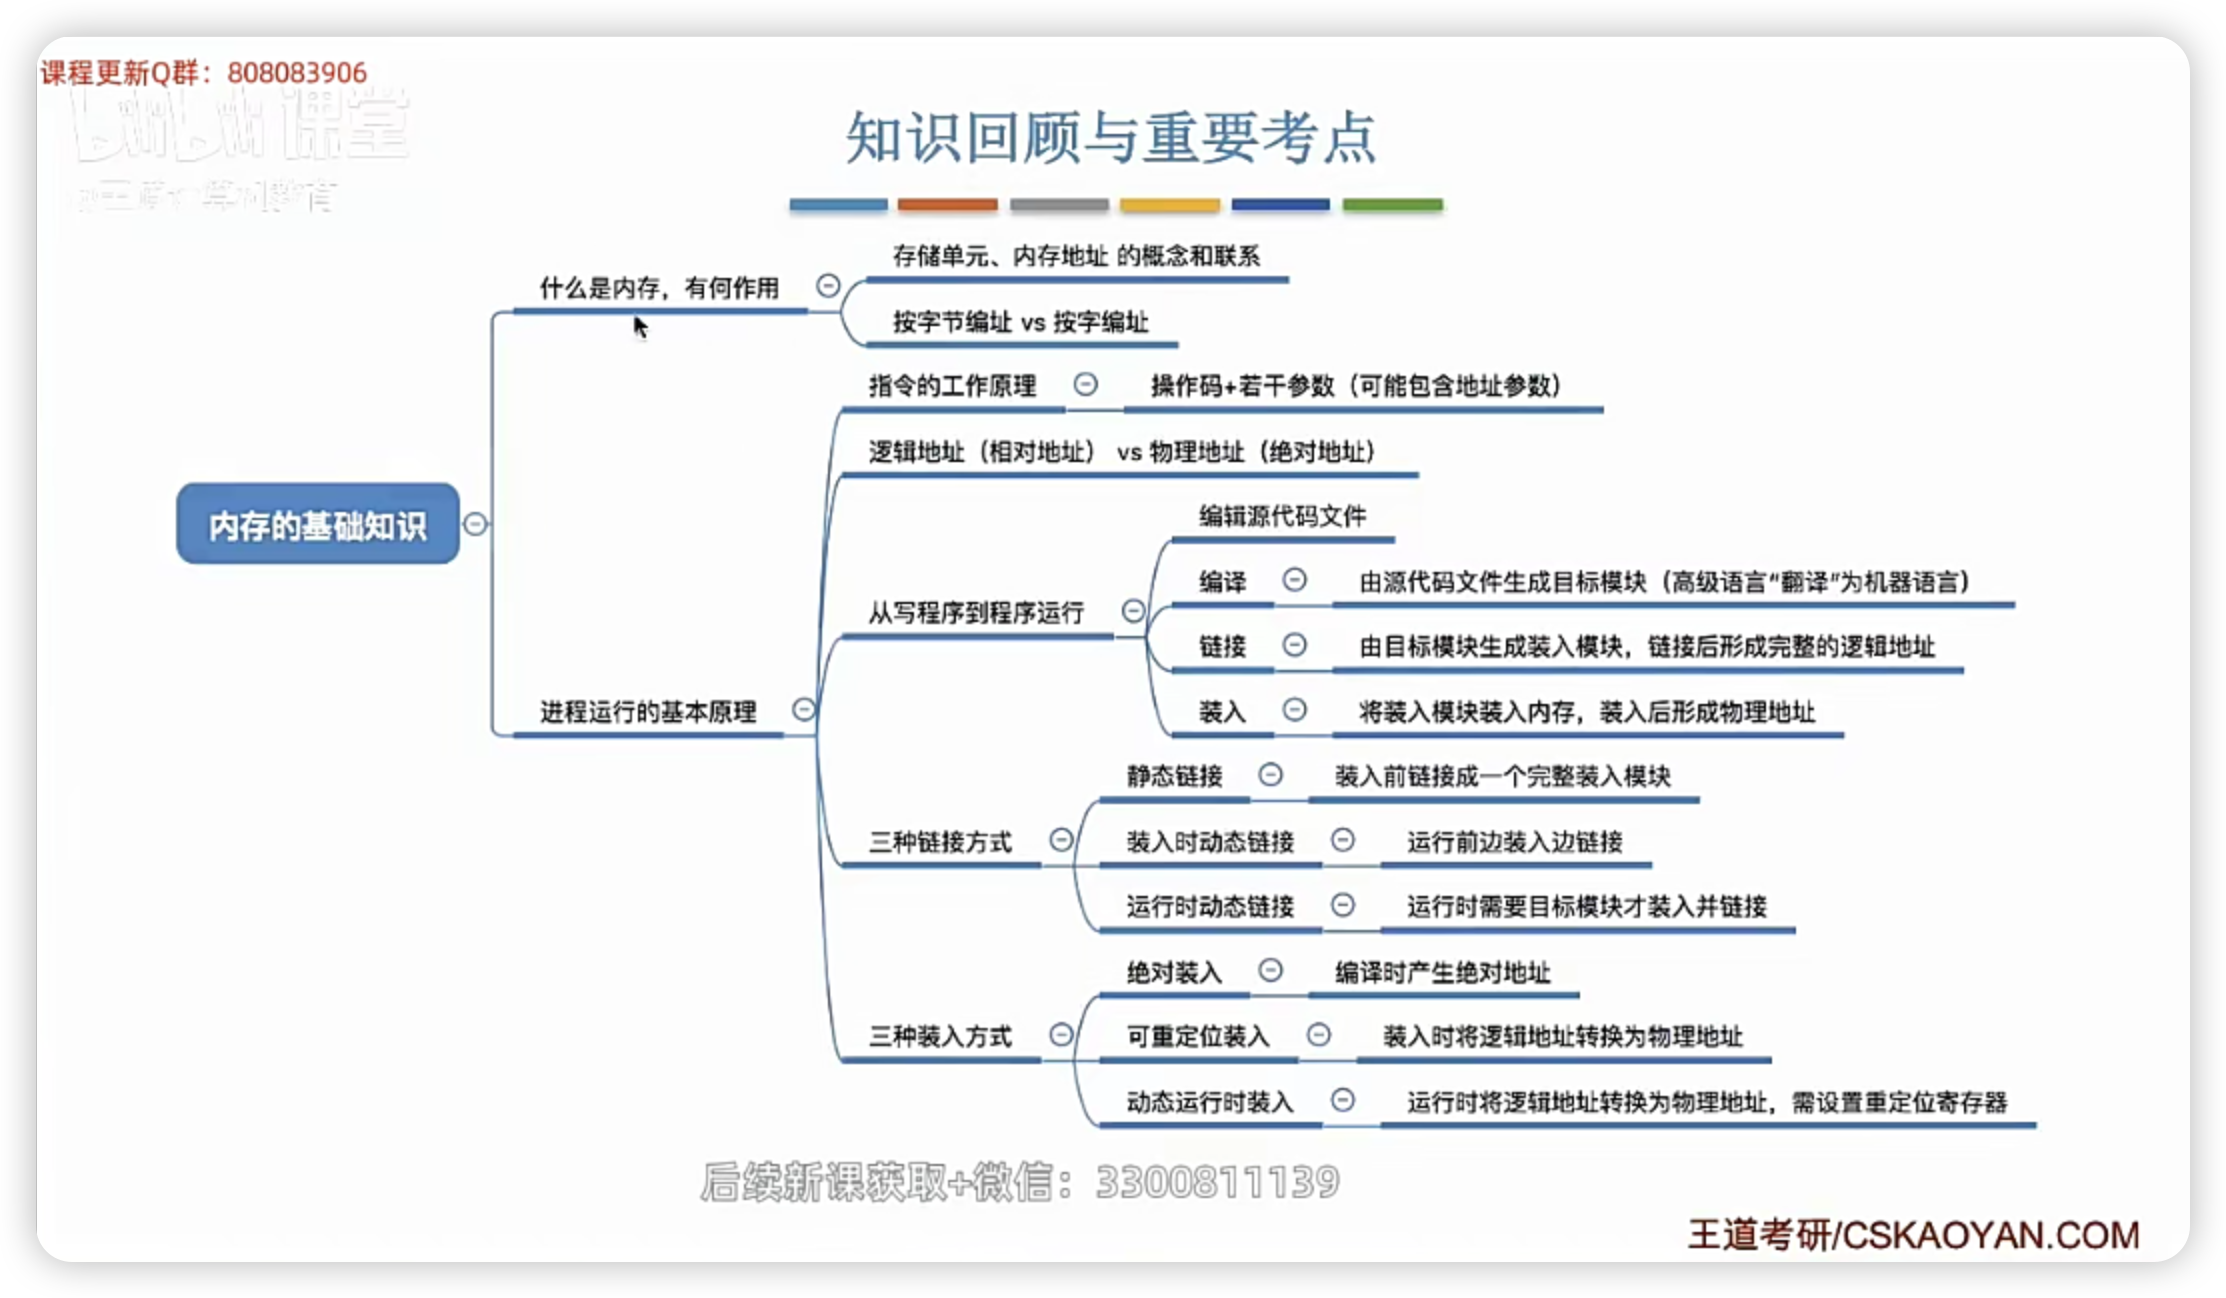 课程更新Q群：808083906
bilibili课堂
知识回顾与重要考点
存储单元、内存地址 的概念和联系
什么是内存，有何作用
按字节编址 vs 按字编址
指令的工作原理
操作码+若干参数（可能包含地址参数）
逻辑地址（相对地址） vs 物理地址（绝对地址）
内存的基础知识
编辑源代码文件
编译
由源代码文件生成目标模块（高级语言“翻译”为机器语言）
从写程序到程序运行
链接
由目标模块生成装入模块，链接后形成完整的逻辑地址
进程运行的基本原理
装入
将装入模块装入内存，装入后形成物理地址
静态链接
装入前链接成一个完整装入模块
三种链接方式
装入时动态链接
运行前边装入边链接
运行时动态链接
运行时需要目标模块才装入并链接
绝对装入
编译时产生绝对地址
三种装入方式
可重定位装入
装入时将逻辑地址转换为物理地址
动态运行时装入
运行时将逻辑地址转换为物理地址，需设置重定位寄存器
后续新课获取+微信：3300811139
王道考研/CSKAOYAN.COM